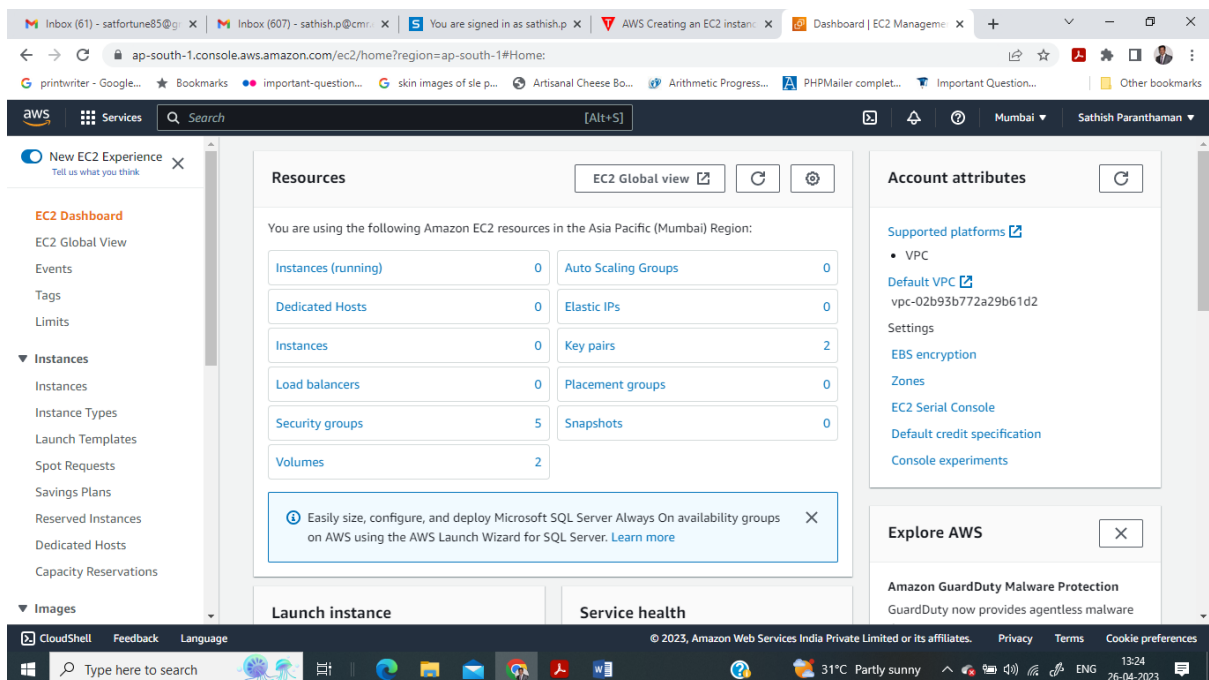 Inbox (61) - satfortune85@g
Inbox (607) - sathish.p@cmr
You are signed in as sathish.p
AWS Creating an EC2 instanc
Dashboard | EC2 Manageme
ap-south-1.console.aws.amazon.com/ec2/home?region=ap-south-1#Home:
printwriter - Google...
Bookmarks
important-question...
skin images of sle p...
Artisanal Cheese Bo...
Arithmetic Progress...
PHPMailer complet...
Important Question...
Other bookmarks
aws
Services
Search
[Alt+S]
Mumbai
Sathish Paranthaman
New EC2 Experience
Tell us what you think
EC2 Dashboard
EC2 Global View
Events
Tags
Limits
Instances
Instances
Instance Types
Launch Templates
Spot Requests
Savings Plans
Reserved Instances
Dedicated Hosts
Capacity Reservations
Images
Resources
EC2 Global view
You are using the following Amazon EC2 resources in the Asia Pacific (Mumbai) Region:
Instances (running) 0
Auto Scaling Groups 0
Dedicated Hosts 0
Elastic IPs 0
Instances 0
Key pairs 2
Load balancers 0
Placement groups 0
Security groups 5
Snapshots 0
Volumes 2
Easily size, configure, and deploy Microsoft SQL Server Always On availability groups
on AWS using the AWS Launch Wizard for SQL Server. Learn more
Launch instance
Service health
Account attributes
Supported platforms
• VPC
Default VPC
vpc-02b93b772a29b61d2
Settings
EBS encryption
Zones
EC2 Serial Console
Default credit specification
Console experiments
Explore AWS
Amazon GuardDuty Malware Protection
GuardDuty now provides agentless malware
CloudShell
Feedback
Language
© 2023, Amazon Web Services India Private Limited or its affiliates.
Privacy
Terms
Cookie preferences
Type here to search
31°C Partly sunny
ENG
13:24
26-04-2023